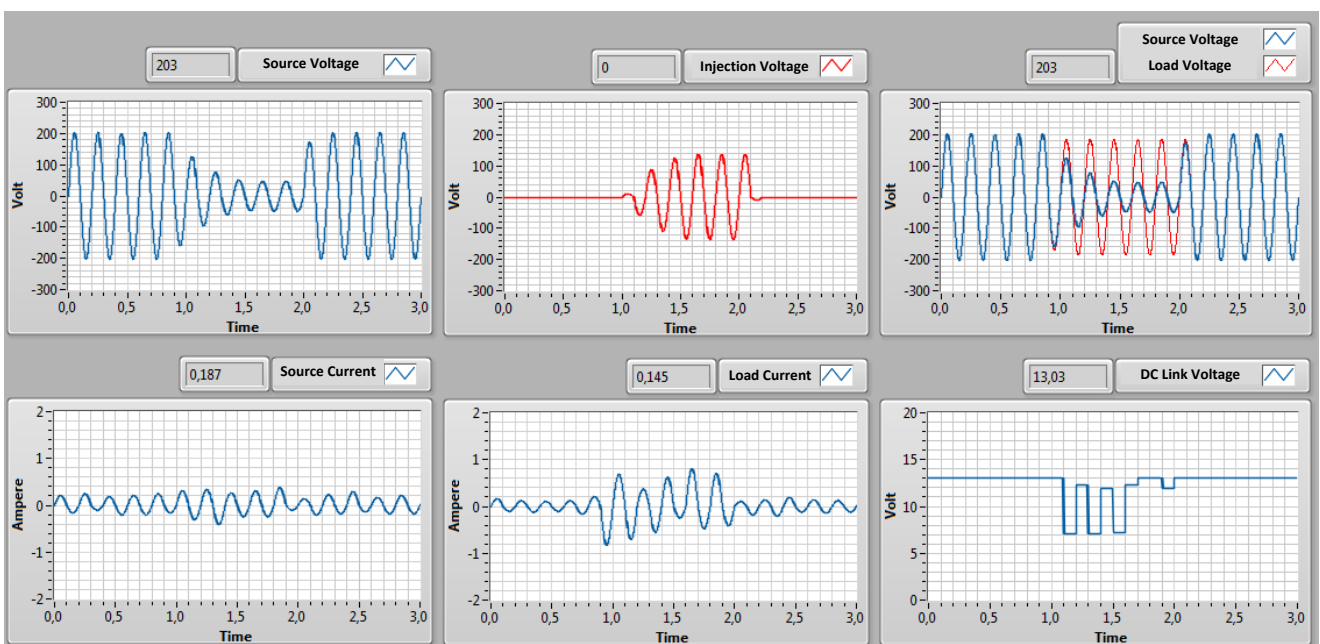 203 Source Voltage
0 Injection Voltage
Source Voltage
203 Load Voltage
300
200
100
0
-100
-200
-300
Volt
0,0 0,5 1,0 1,5 2,0 2,5 3,0
Time
300
200
100
0
-100
-200
-300
Volt
0,0 0,5 1,0 1,5 2,0 2,5 3,0
Time
300
200
100
0
-100
-200
-300
Volt
0,0 0,5 1,0 1,5 2,0 2,5 3,0
Time
0,187 Source Current
0,145 Load Current
13,03 DC Link Voltage
2
1
0
-1
-2
Ampere
0,0 0,5 1,0 1,5 2,0 2,5 3,0
Time
2
1
0
-1
-2
Ampere
0,0 0,5 1,0 1,5 2,0 2,5 3,0
Time
20
15
10
5
0
Volt
0,0 0,5 1,0 1,5 2,0 2,5 3,0
Time